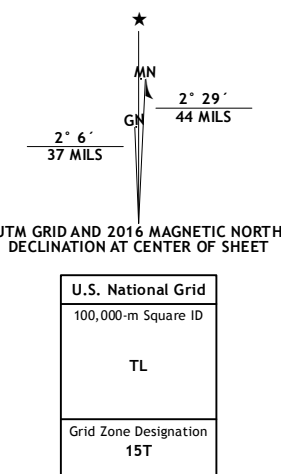 MN
2° 29´
44 MILS
GN
2° 6´
37 MILS
UTM GRID AND 2016 MAGNETIC NORTH
DECLINATION AT CENTER OF SHEET
U.S. National Grid
100,000-m Square ID
TL
Grid Zone Designation
15T